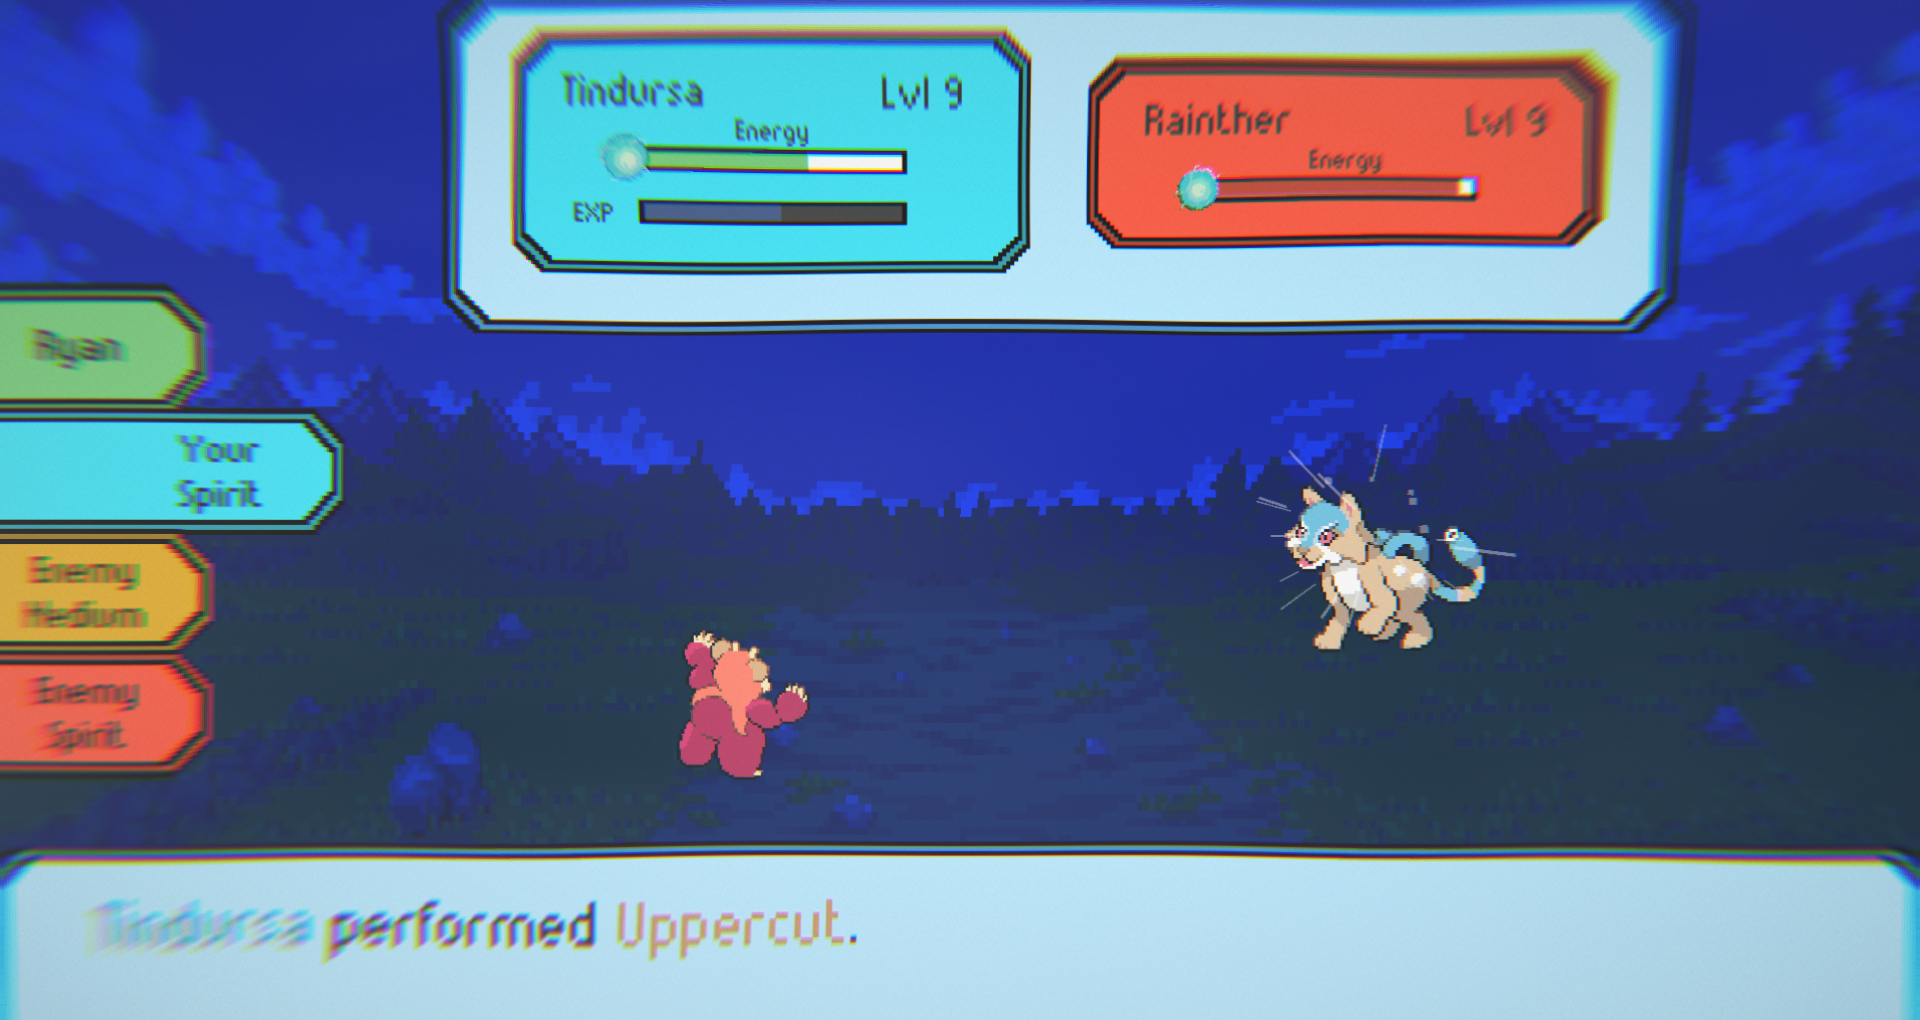 Tindursa Lvl 9
Energy
EXP
Rainther Lvl 9
Energy
Ryan
Your
Spirit
Enemy
Medium
Enemy
Spirit
Tindursa performed Uppercut.